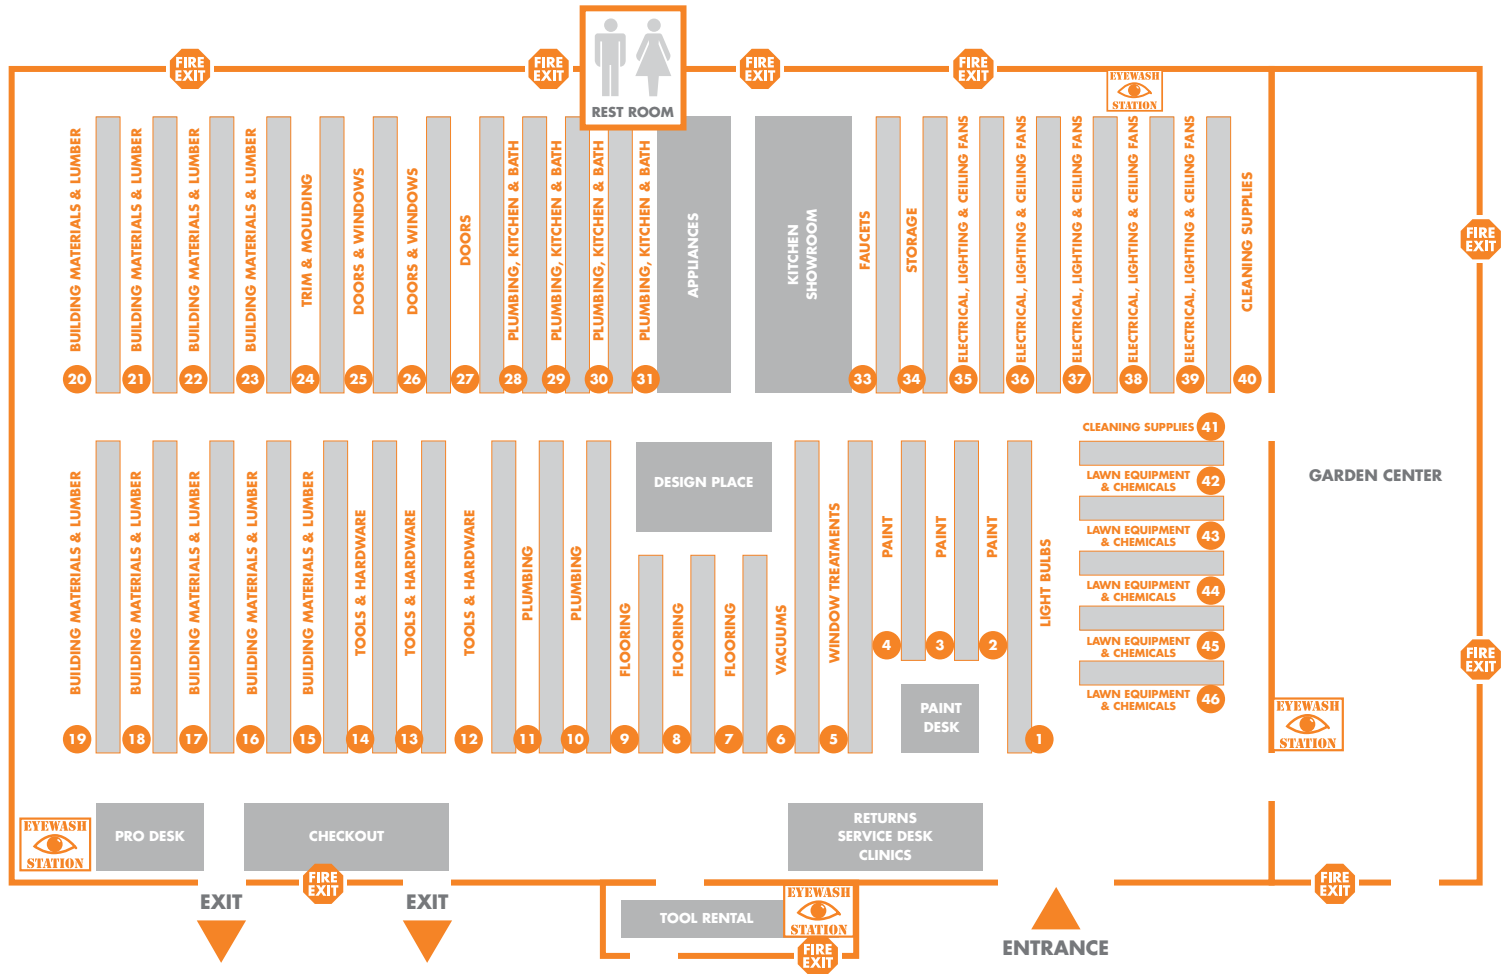 FIRE
EXIT
FIRE
EXIT
REST ROOM
FIRE
EXIT
FIRE
EXIT
EYEWASH
STATION
BUILDING MATERIALS & LUMBER
20
BUILDING MATERIALS & LUMBER
21
BUILDING MATERIALS & LUMBER
22
BUILDING MATERIALS & LUMBER
23
TRIM & MOULDING
24
DOORS & WINDOWS
25
DOORS & WINDOWS
26
DOORS
27
PLUMBING, KITCHEN & BATH
28
PLUMBING, KITCHEN & BATH
29
PLUMBING, KITCHEN & BATH
30
PLUMBING, KITCHEN & BATH
31
APPLIANCES
KITCHEN
SHOWROOM
FAUCETS
33
STORAGE
34
ELECTRICAL, LIGHTING & CEILING FANS
35
ELECTRICAL, LIGHTING & CEILING FANS
36
ELECTRICAL, LIGHTING & CEILING FANS
37
ELECTRICAL, LIGHTING & CEILING FANS
38
ELECTRICAL, LIGHTING & CEILING FANS
39
CLEANING SUPPLIES
40
FIRE
EXIT
BUILDING MATERIALS & LUMBER
19
BUILDING MATERIALS & LUMBER
18
BUILDING MATERIALS & LUMBER
17
BUILDING MATERIALS & LUMBER
16
BUILDING MATERIALS & LUMBER
15
TOOLS & HARDWARE
14
TOOLS & HARDWARE
13
TOOLS & HARDWARE
12
PLUMBING
11
PLUMBING
10
DESIGN PLACE
FLOORING
9
FLOORING
8
FLOORING
7
VACUUMS
6
WINDOW TREATMENTS
5
PAINT
4
PAINT
3
PAINT
2
PAINT
DESK
LIGHT BULBS
1
CLEANING SUPPLIES 41
LAWN EQUIPMENT
& CHEMICALS
42
LAWN EQUIPMENT
& CHEMICALS
43
LAWN EQUIPMENT
& CHEMICALS
44
LAWN EQUIPMENT
& CHEMICALS
45
LAWN EQUIPMENT
& CHEMICALS
46
GARDEN CENTER
FIRE
EXIT
EYEWASH
STATION
EYEWASH
STATION
PRO DESK
CHECKOUT
RETURNS
SERVICE DESK
CLINICS
EXIT
FIRE
EXIT
EXIT
TOOL RENTAL
EYEWASH
STATION
FIRE
EXIT
ENTRANCE
FIRE
EXIT